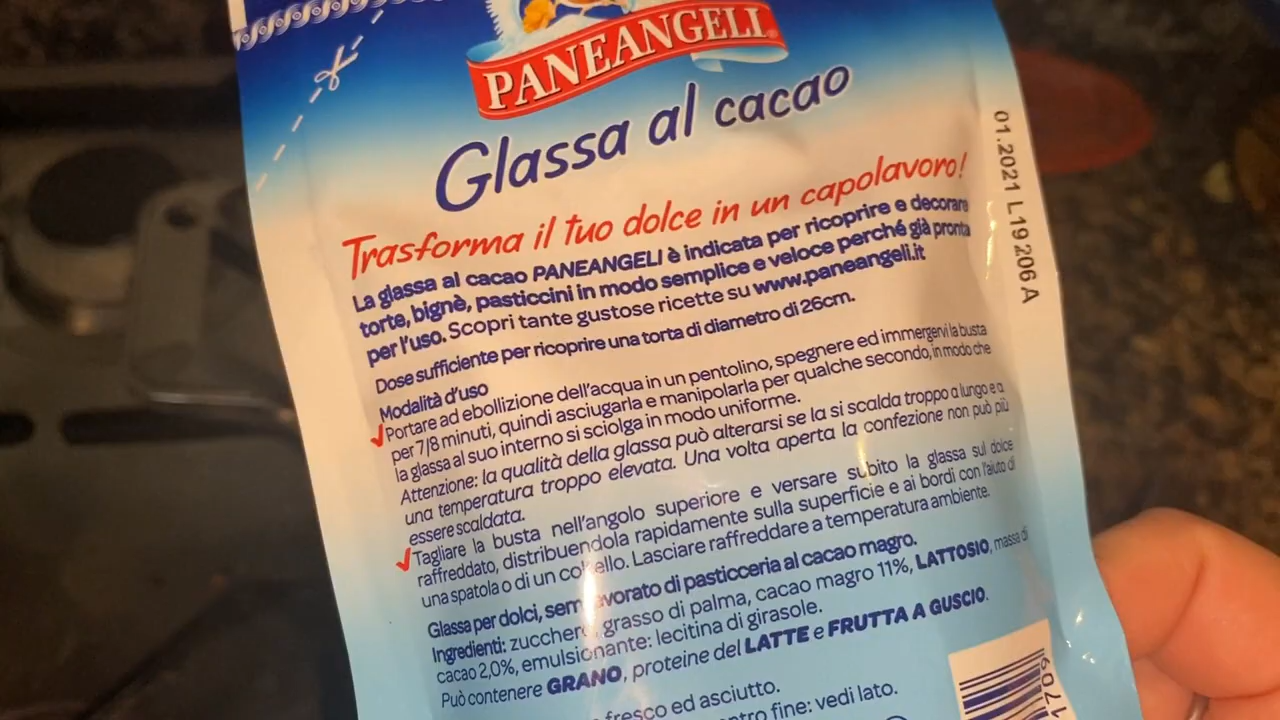 PANEANGELI
Glassa al cacao
Trasforma il tuo dolce in un capolavoro!
La glassa al cacao PANEANGELI è indicata per ricoprire e decorare
torte, bignè, pasticcini in modo semplice e veloce perché già pronta
per l'uso. Scopri tante gustose ricette su www.paneangeli.it
Dose sufficiente per ricoprire una torta di diametro di 26cm.
Modalità d'uso
Portare ad ebollizione dell'acqua in un pentolino, spegnere ed immergervi la busta
per 7/8 minuti, quindi asciugarla e manipolarla per qualche secondo, in modo che
la glassa al suo interno si sciolga in modo uniforme.
Attenzione: la qualità della glassa può alterarsi se la si scalda troppo a lungo e a
una temperatura troppo elevata. Una volta aperta la confezione non può più
essere scaldata.
Tagliare la busta nell'angolo superiore e versare subito la glassa sul dolce
raffreddato, distribuendola rapidamente sulla superficie e ai bordi con l'aiuto di
una spatola o di un coltello. Lasciare raffreddare a temperatura ambiente.
Glassa per dolci, semilavorato di pasticceria al cacao magro.
Ingredienti: zucchero, grasso di palma, cacao magro 11%, LATTOSIO, massa di
cacao 2,0%, emulsionante: lecitina di girasole.
Può contenere GRANO, proteine del LATTE e FRUTTA A GUSCIO.
fresco ed asciutto.
ntro fine: vedi lato.
01.2021 L 19 206 A